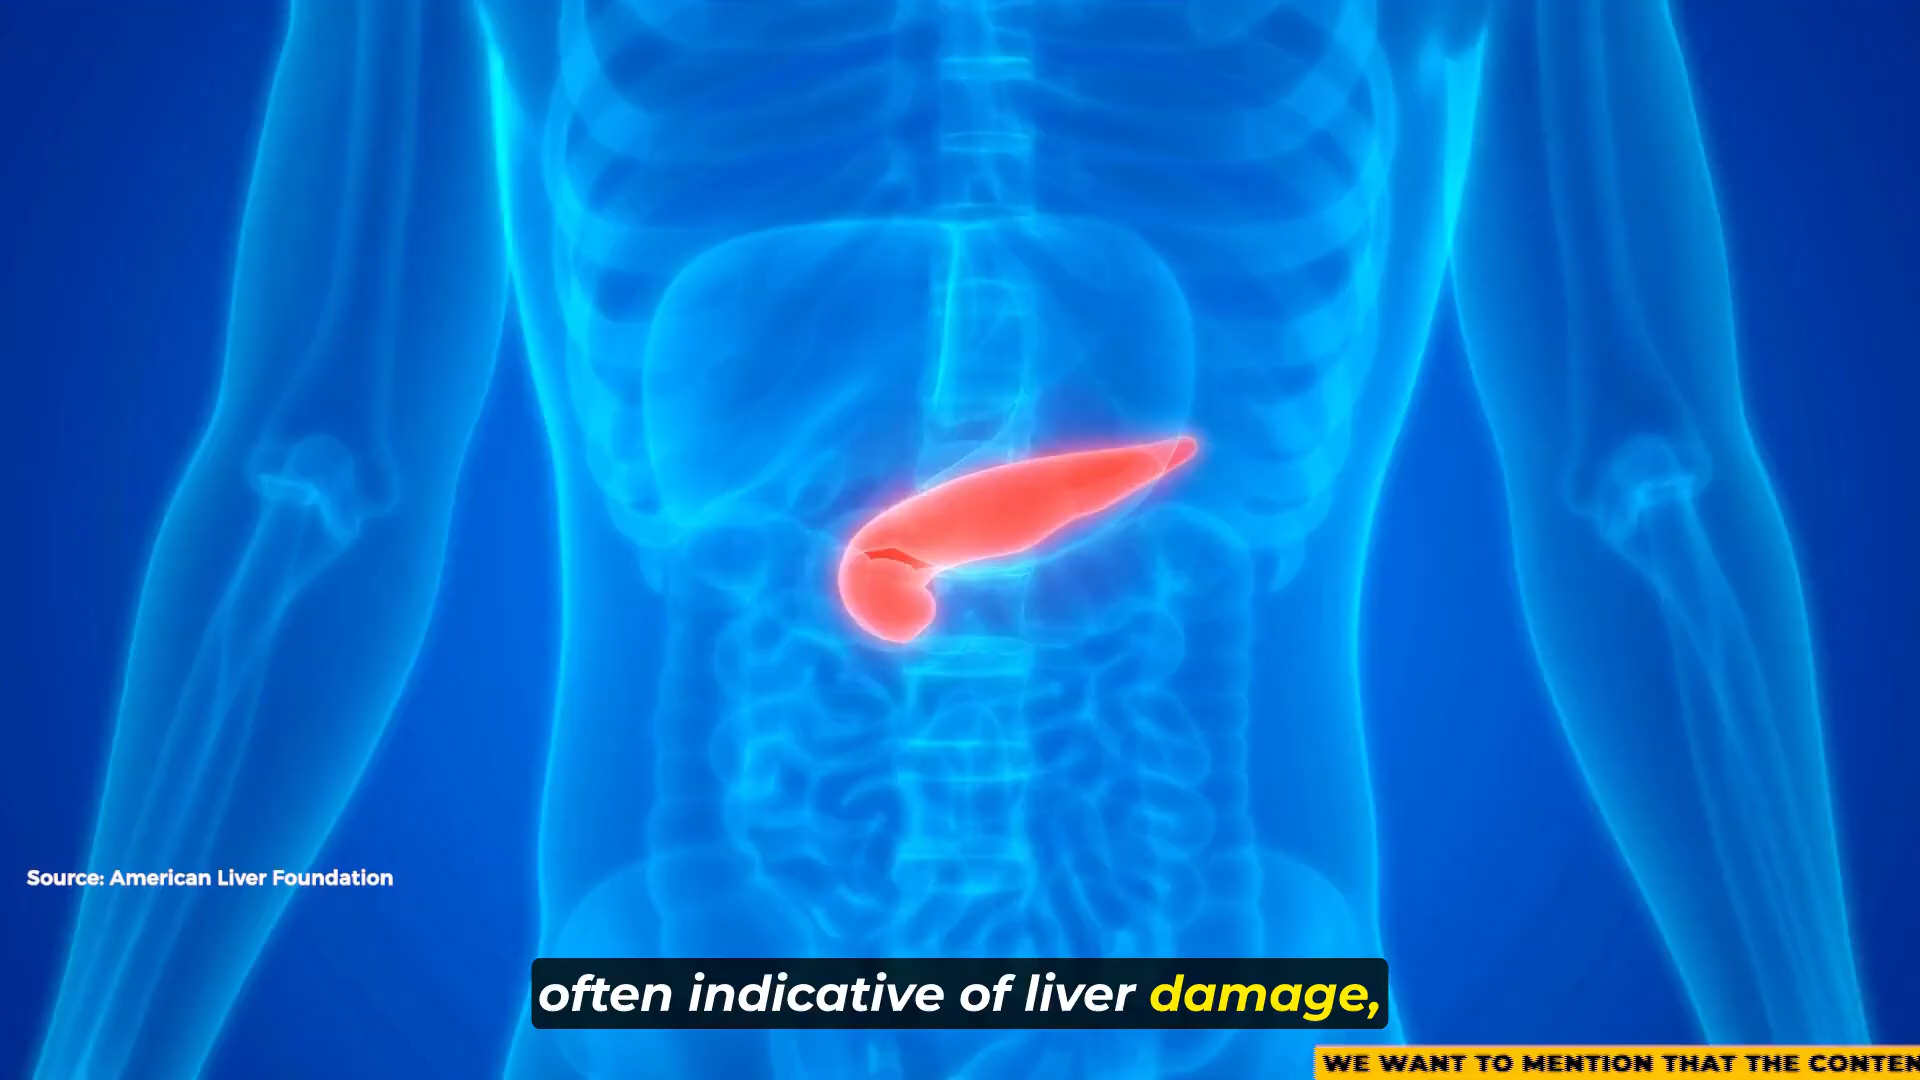 Source: American Liver Foundation
often indicative of liver damage,
WE WANT TO MENTION THAT THE CONTEN